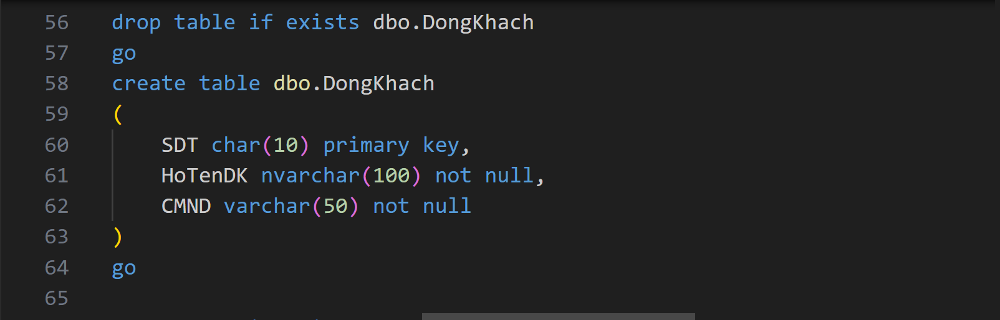 56 drop table if exists dbo.DongKhach
57 go
58 create table dbo.DongKhach
59 (
60 SDT char(10) primary key,
61 HoTenDK nvarchar(100) not null,
62 CMND varchar(50) not null
63 )
64 go
65